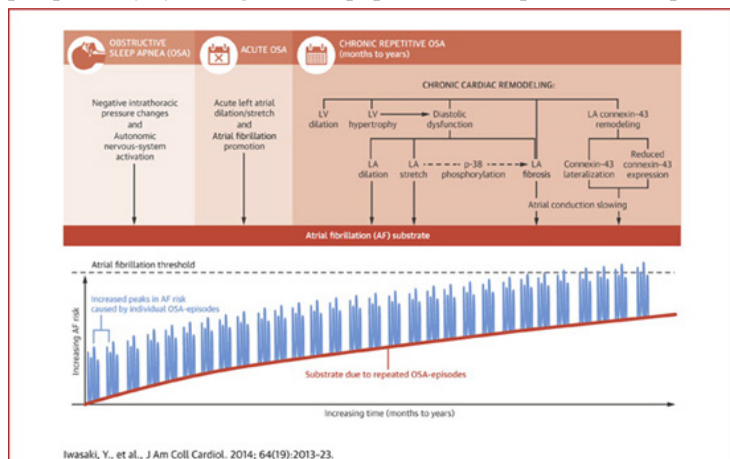 OBSTRUCTIVE
SLEEP APNEA (OSA)
ACUTE OSA
CHRONIC REPETITIVE OSA
(months to years)
Negative intrathoracic
pressure changes
and
Autonomic
nervous-system
activation
Acute left atrial
dilation/stretch
and
Atrial fibrillation
promotion
CHRONIC CARDIAC REMODELING:
LV
dilation
LV
hypertrophy
Diastolic
dysfunction
LA connexin-43
remodeling
LA
dilation
LA
stretch
p-38
phosphorylation
LA
fibrosis
Connexin-43
lateralization
Reduced
connexin-43
expression
Atrial conduction slowing
Atrial fibrillation (AF) substrate
Atrial fibrillation threshold
Increased peaks in AF risk
caused by individual OSA-episodes
Increasing AF risk
Substrate due to repeated OSA-episodes
Increasing time (months to years)
Iwasaki, Y., et al., J Am Coll Cardiol. 2014; 64(19):2013-23.